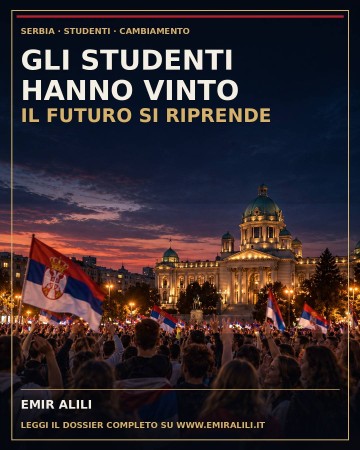 SERBIA · STUDENTI · CAMBIAMENTO
GLI STUDENTI
HANNO VINTO
IL FUTURO SI RIPRENDE
EMIR ALILI
LEGGI IL DOSSIER COMPLETO SU WWW.EMIRALILI.IT